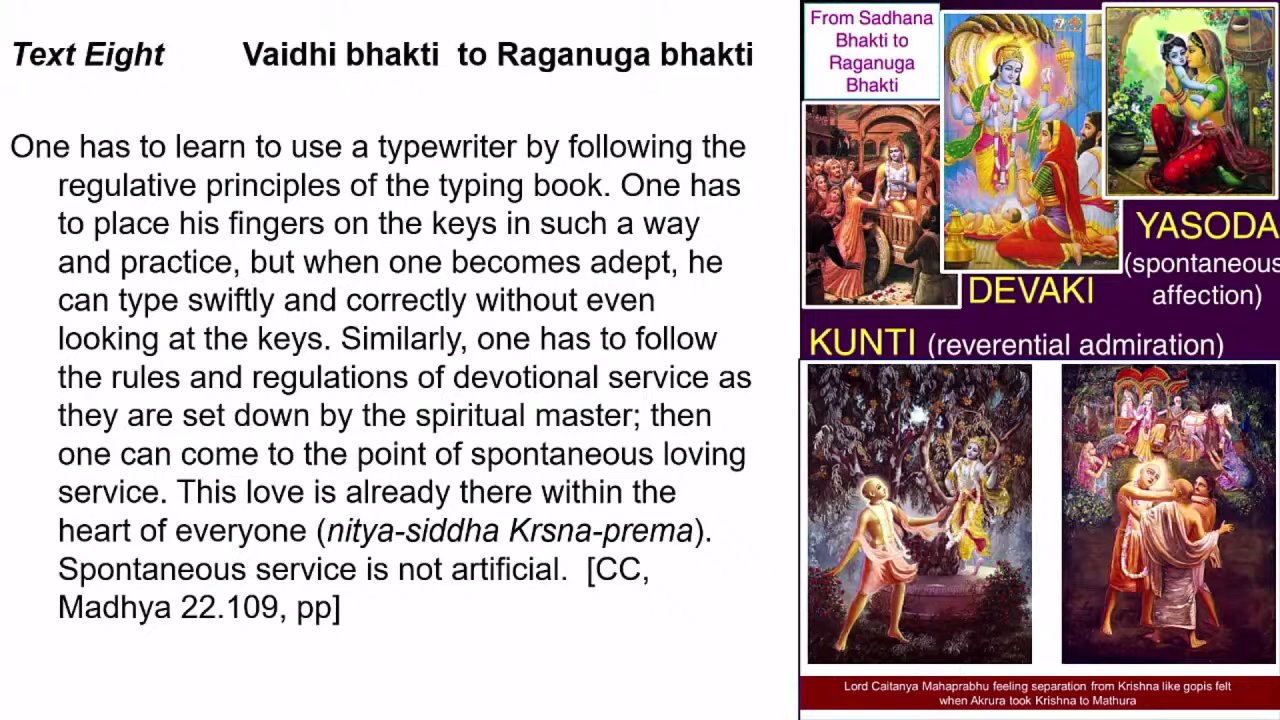 Text Eight Vaidhi bhakti to Raganuga bhakti
One has to learn to use a typewriter by following the
regulative principles of the typing book. One has
to place his fingers on the keys in such a way
and practice, but when one becomes adept, he
can type swiftly and correctly without even
looking at the keys. Similarly, one has to follow
the rules and regulations of devotional service as
they are set down by the spiritual master; then
one can come to the point of spontaneous loving
service. This love is already there within the
heart of everyone (nitya-siddha Krsna-prema).
Spontaneous service is not artificial. [CC,
Madhya 22.109, pp]
From Sadhana
Bhakti to
Raganuga
Bhakti
YASODA
(spontaneous
affection)
DEVAKI
KUNTI (reverential admiration)
Lord Caitanya Mahaprabhu feeling separation from Krishna like gopis felt
when Akrura took Krishna to Mathura